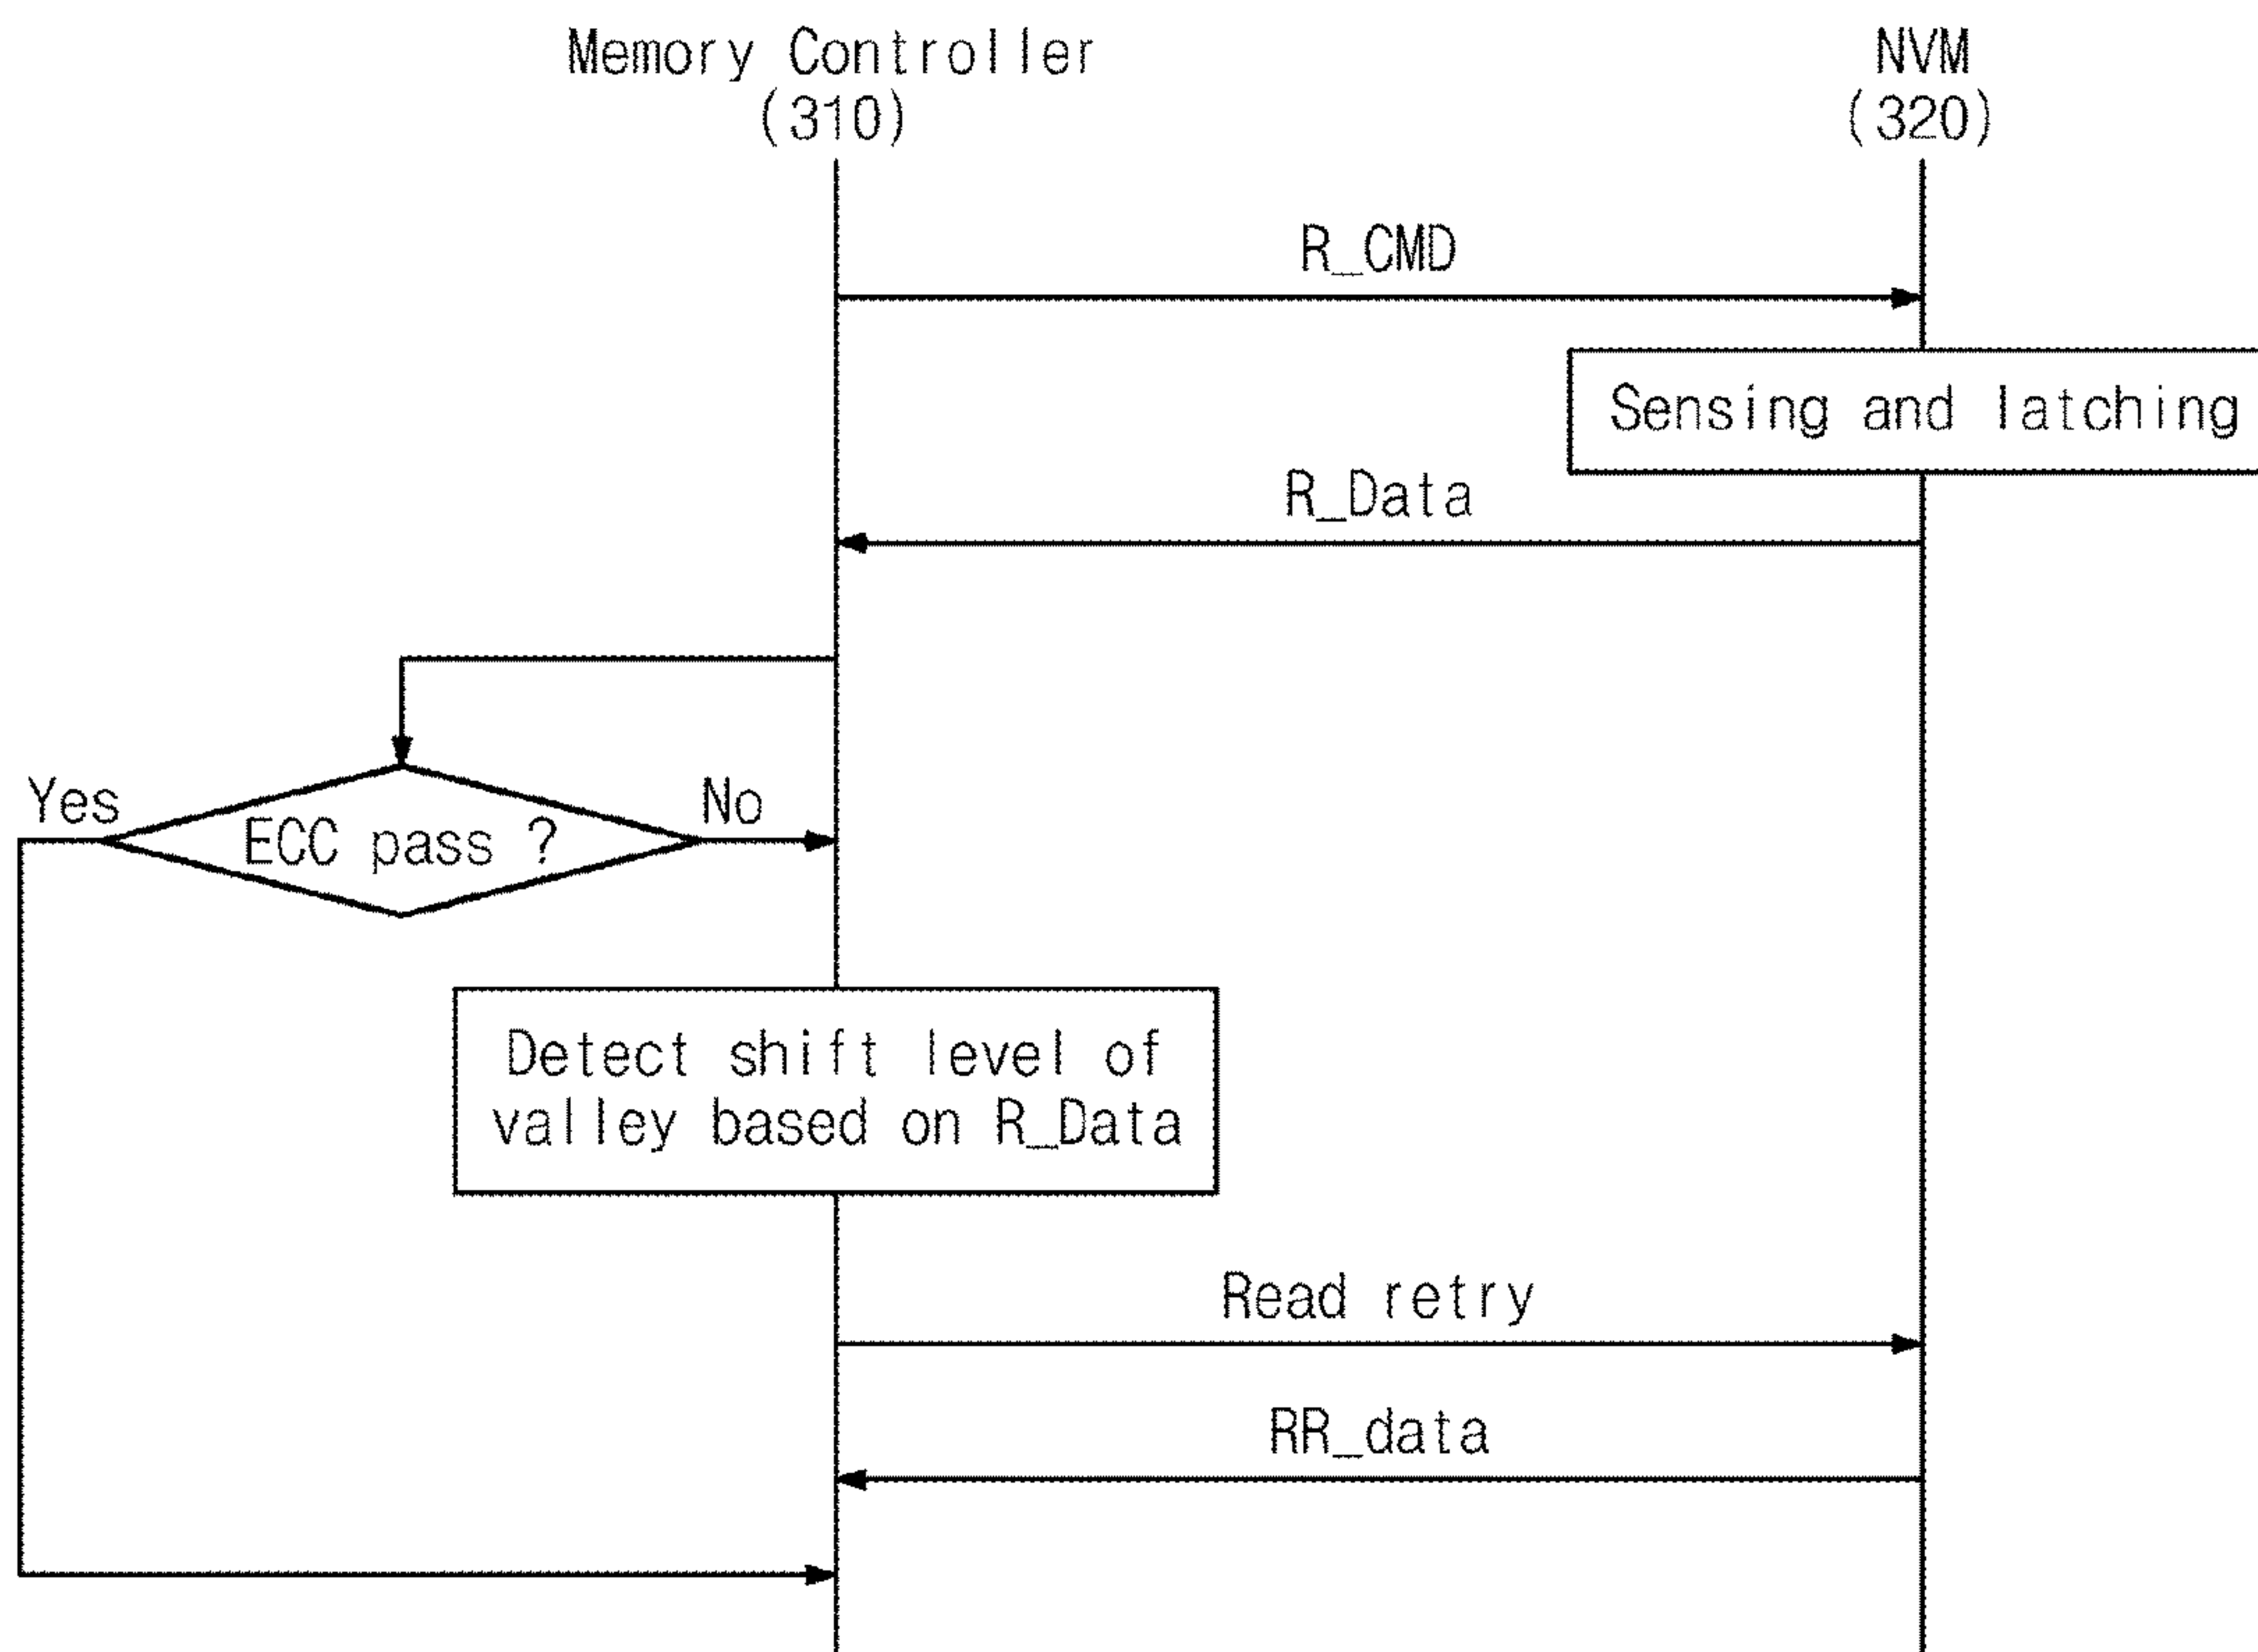 Memory Controller
(310)
NVM
(320)
R_CMD
Sensing and latching
R_Data
Yes
No
ECC pass ?
Detect shift level of
valley based on R_Data
Read retry
RR_data